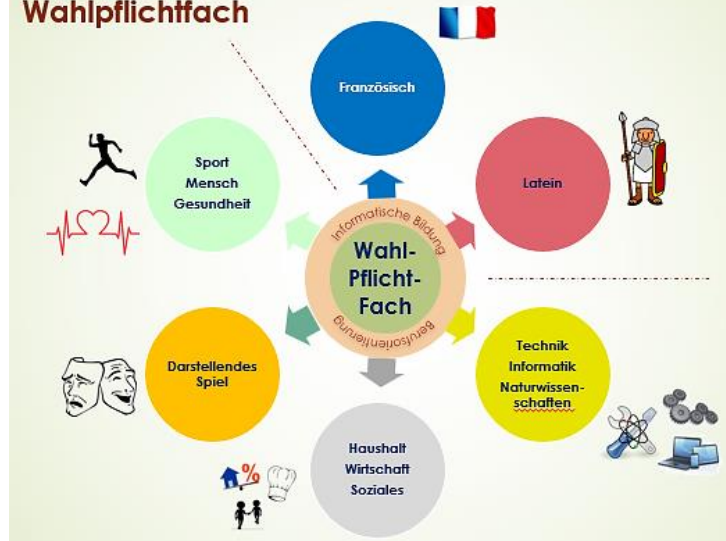 Wahlpflichtfach
Französisch
Sport
Mensch
Gesundheit
Latein
Informatische Bildung
Wahl-
Pflicht-
Fach
Berufsorientierung
Darstellendes
Spiel
Technik
Informatik
Naturwissen-
schaften
Haushalt
Wirtschaft
Soziales
%